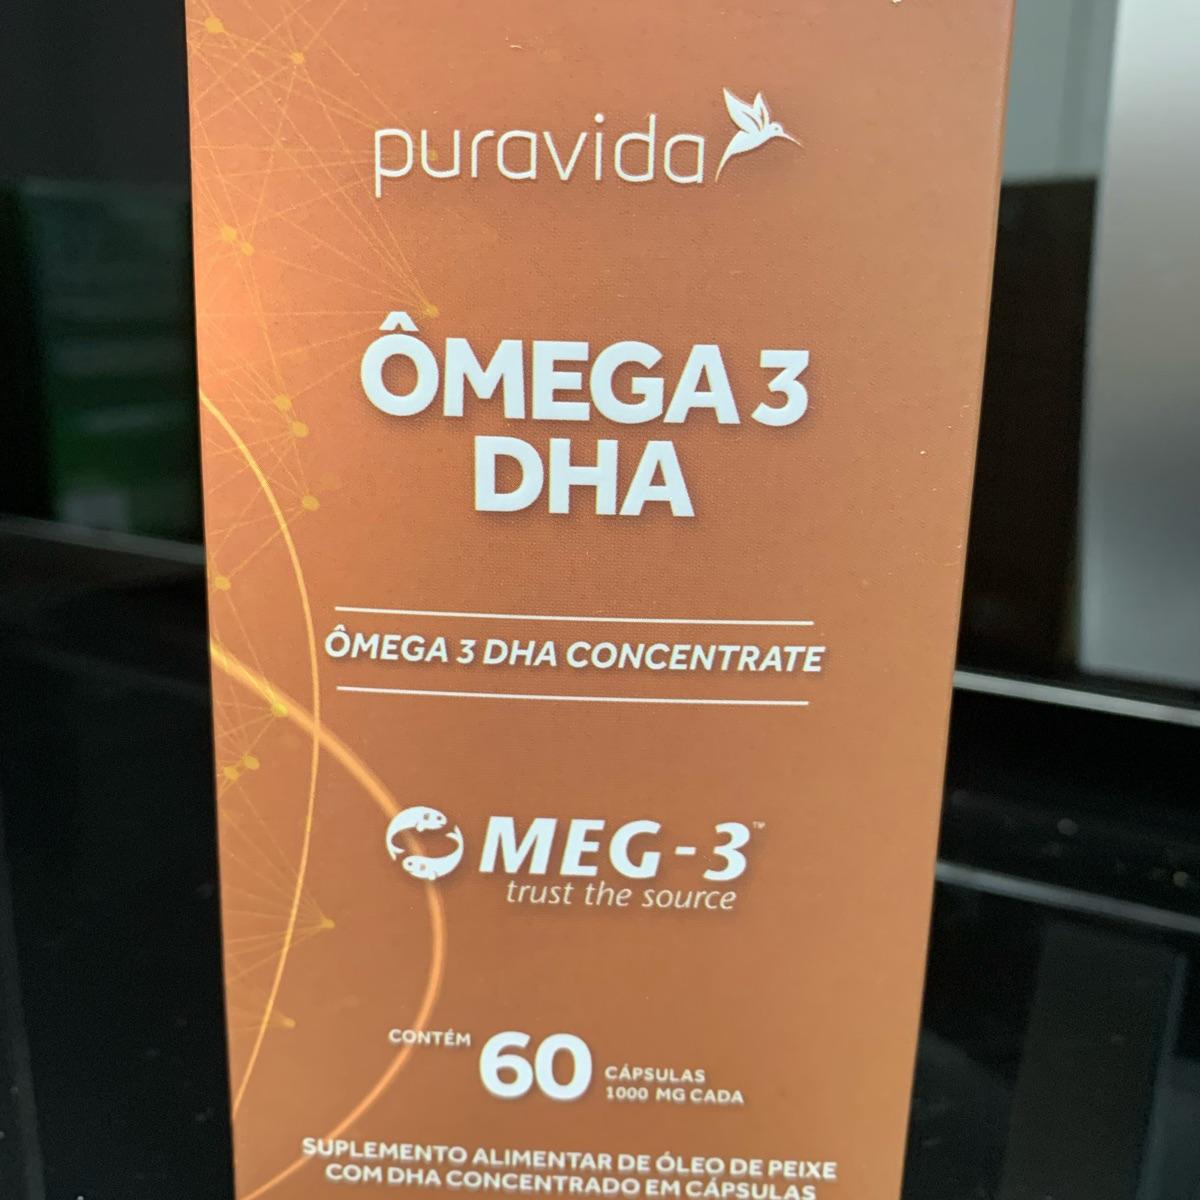 puravida
ÔMEGA 3
DHA
ÔMEGA 3 DHA CONCENTRATE
MEG-3™
trust the source
CONTÉM 60 CÁPSULAS
1000 MG CADA
SUPLEMENTO ALIMENTAR DE ÓLEO DE PEIXE
COM DHA CONCENTRADO EM CÁPSULAS